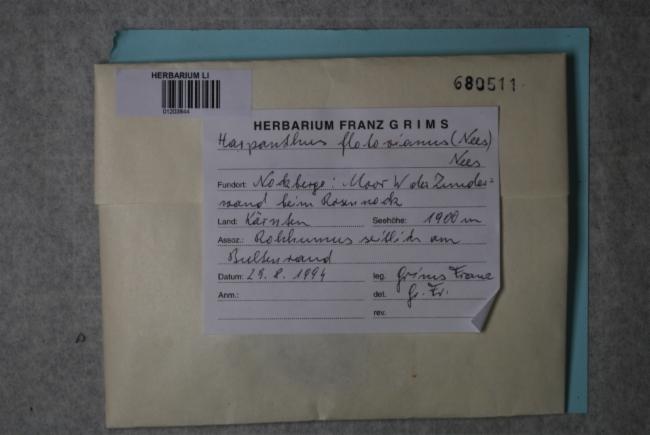 HERBARIUM LI
01203844
680511
HERBARIUM FRANZ GRIMS
Harpanthus flotovianus (Nees)
Nees
Fundort: Nockberge: Moor W der Zunder=
wand beim Rosennock
Land: Kärnten Seehöhe: 1900 m
Assoz.: Rohhumus seitlich am
Bultenrand
Datum: 29.8.1994 leg. Grims Franz
Anm.: det. Gr. Fr.
rev.